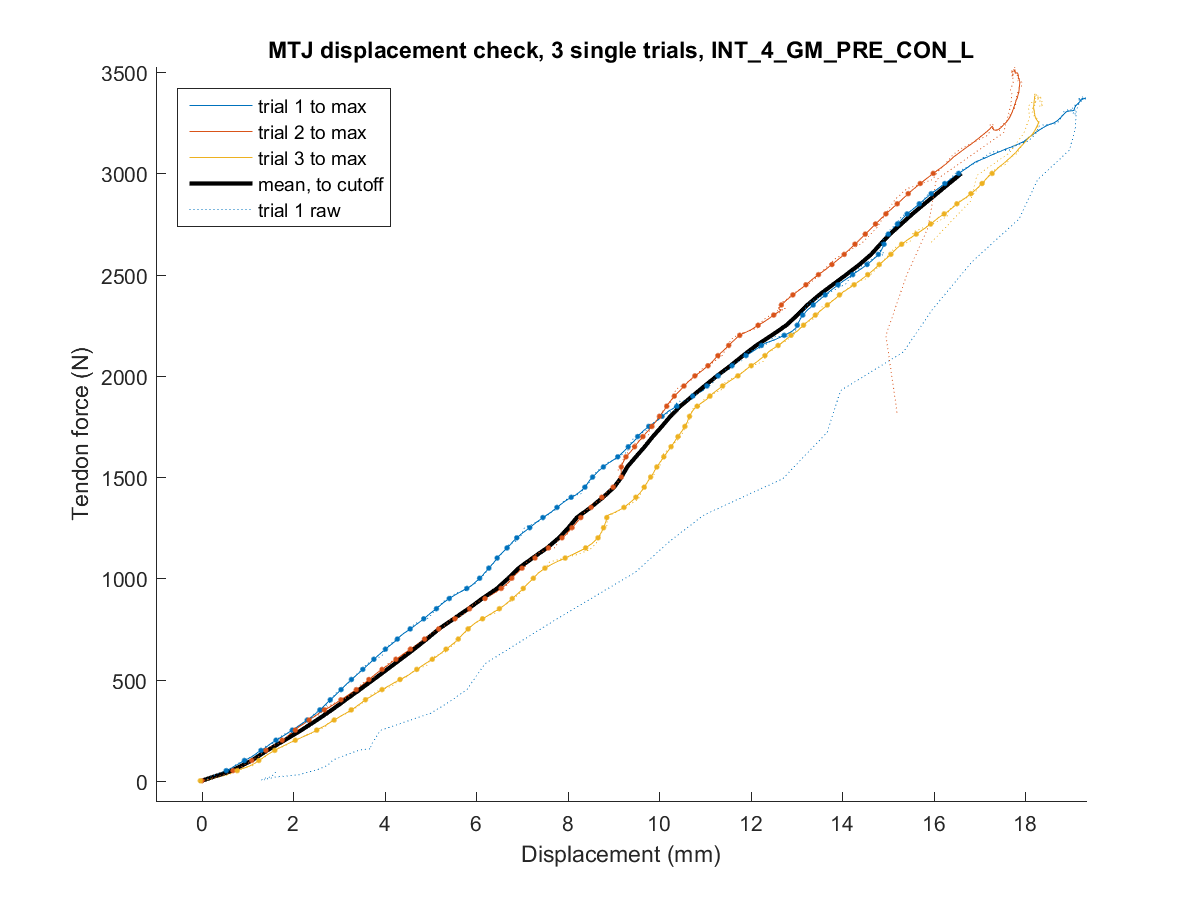 MTJ displacement check, 3 single trials, INT_4_GM_PRE_CON_L
trial 1 to max
trial 2 to max
trial 3 to max
mean, to cutoff
trial 1 raw
Tendon force (N)
3500
3000
2500
2000
1500
1000
500
0
0 2 4 6 8 10 12 14 16 18
Displacement (mm)